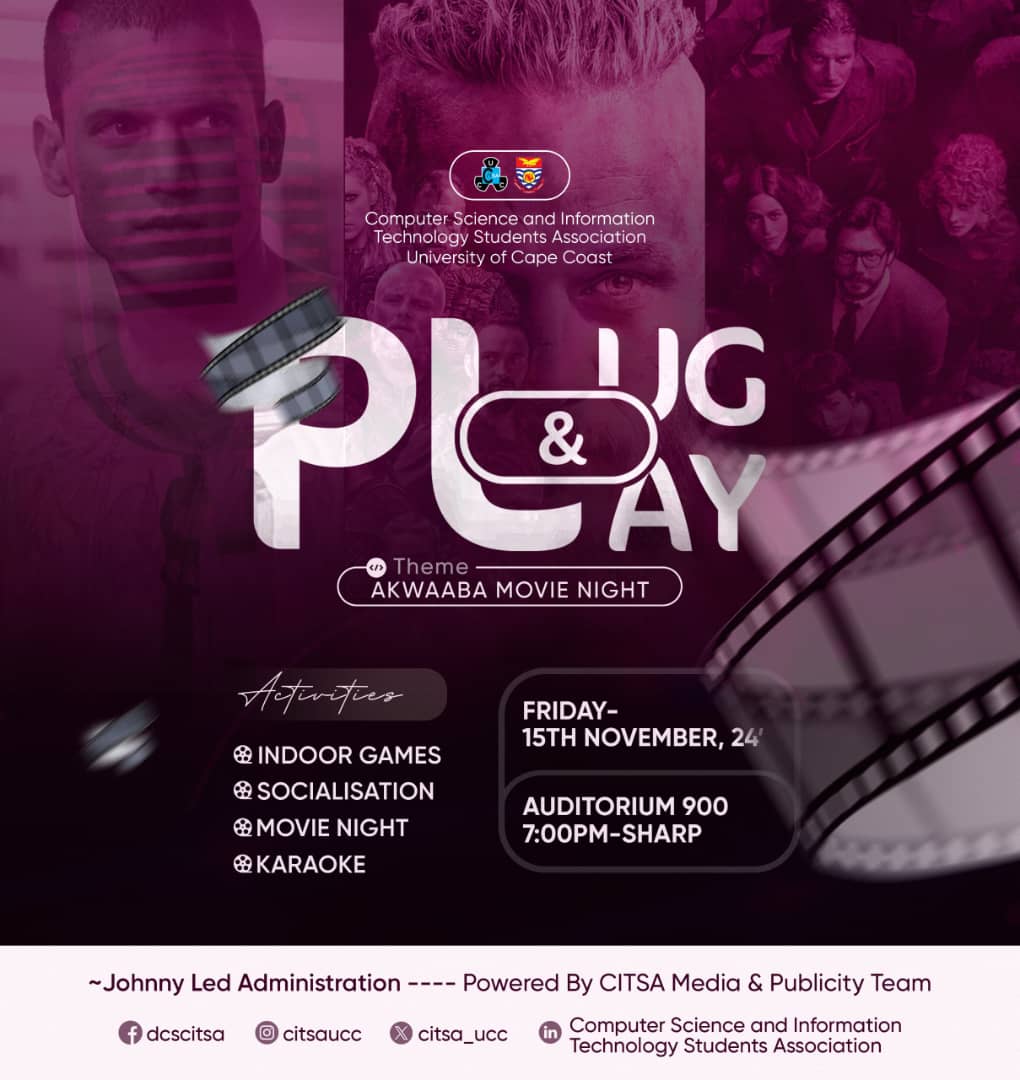 Computer Science and Information
Technology Students Association
University of Cape Coast
PLUG
&
PLAY
Theme
AKWAABA MOVIE NIGHT
Activities
INDOOR GAMES
SOCIALISATION
MOVIE NIGHT
KARAOKE
FRIDAY-
15TH NOVEMBER, 24'
AUDITORIUM 900
7:00PM-SHARP
~Johnny Led Administration ---- Powered By CITSA Media & Publicity Team
dcscitsa
citsaucc
citsa_ucc
Computer Science and Information
Technology Students Association